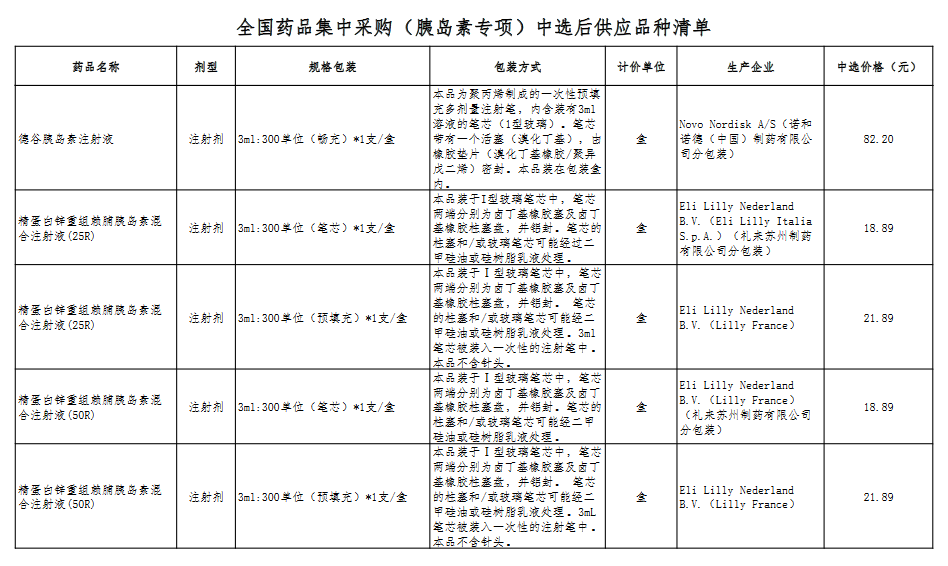 全国药品集中采购（胰岛素专项）中选后供应品种清单
药品名称 剂型 规格包装 包装方式 计价单位 生产企业 中选价格（元）
德谷胰岛素注射液 注射剂 3ml:300单位（畅充）*1支/盒
本品为聚丙烯制成的一次性预填
充多剂量注射笔，内含装有3ml
溶液的笔芯（1型玻璃）。笔芯
带有一个活塞（溴化丁基），由
橡胶垫片（溴化丁基橡胶/聚异
戊二烯）密封。本品装在包装盒
内。
盒
Novo Nordisk A/S（诺和
诺德（中国）制药有限公
司分包装）
82.20
精蛋白锌重组赖脯胰岛素混
合注射液(25R)
注射剂 3ml:300单位（笔芯）*1支/盒
本品装于I型玻璃笔芯中，笔芯
两端分别为卤丁基橡胶塞及卤丁
基橡胶柱塞盘，并铝封。笔芯的
柱塞和/或玻璃笔芯可能经过二
甲硅油或硅树脂乳液处理。
盒
Eli Lilly Nederland
B.V.（Eli Lilly Italia
S.p.A.）（礼来苏州制药
有限公司分包装）
18.89
精蛋白锌重组赖脯胰岛素混
合注射液(25R)
注射剂 3ml:300单位（预填充）*1支/盒
本品装于Ⅰ型玻璃笔芯中，笔芯
两端分别为卤丁基橡胶塞及卤丁
基橡胶柱塞盘，并铝封。 笔芯
的柱塞和/或玻璃笔芯可能经二
甲硅油或硅树脂乳液处理。3ml
笔芯被装入一次性的注射笔中。
本品不含针头。
盒
Eli Lilly Nederland
B.V.（Lilly France）
21.89
精蛋白锌重组赖脯胰岛素混
合注射液(50R)
注射剂 3ml:300单位（笔芯）*1支/盒
本品装于Ⅰ型玻璃笔芯中，笔芯
两端分别为卤丁基橡胶塞及卤丁
基橡胶柱塞盘，并铝封。笔芯的
柱塞和/或玻璃笔芯可能经二甲
硅油或硅树脂乳液处理。
盒
Eli Lilly Nederland
B.V.（Lilly France）
（礼来苏州制药有限公司
分包装）
18.89
精蛋白锌重组赖脯胰岛素混
合注射液(50R)
注射剂 3ml:300单位（预填充）*1支/盒
本品装于Ⅰ型玻璃笔芯中，笔芯
两端分别为卤丁基橡胶塞及卤丁
基橡胶柱塞盘，并铝封。 笔芯
的柱塞和/或玻璃笔芯可能经二
甲硅油或硅树脂乳液处理。3mL
笔芯被装入一次性的注射笔中。
本品不含针头。
盒
Eli Lilly Nederland
B.V.（Lilly France）
21.89